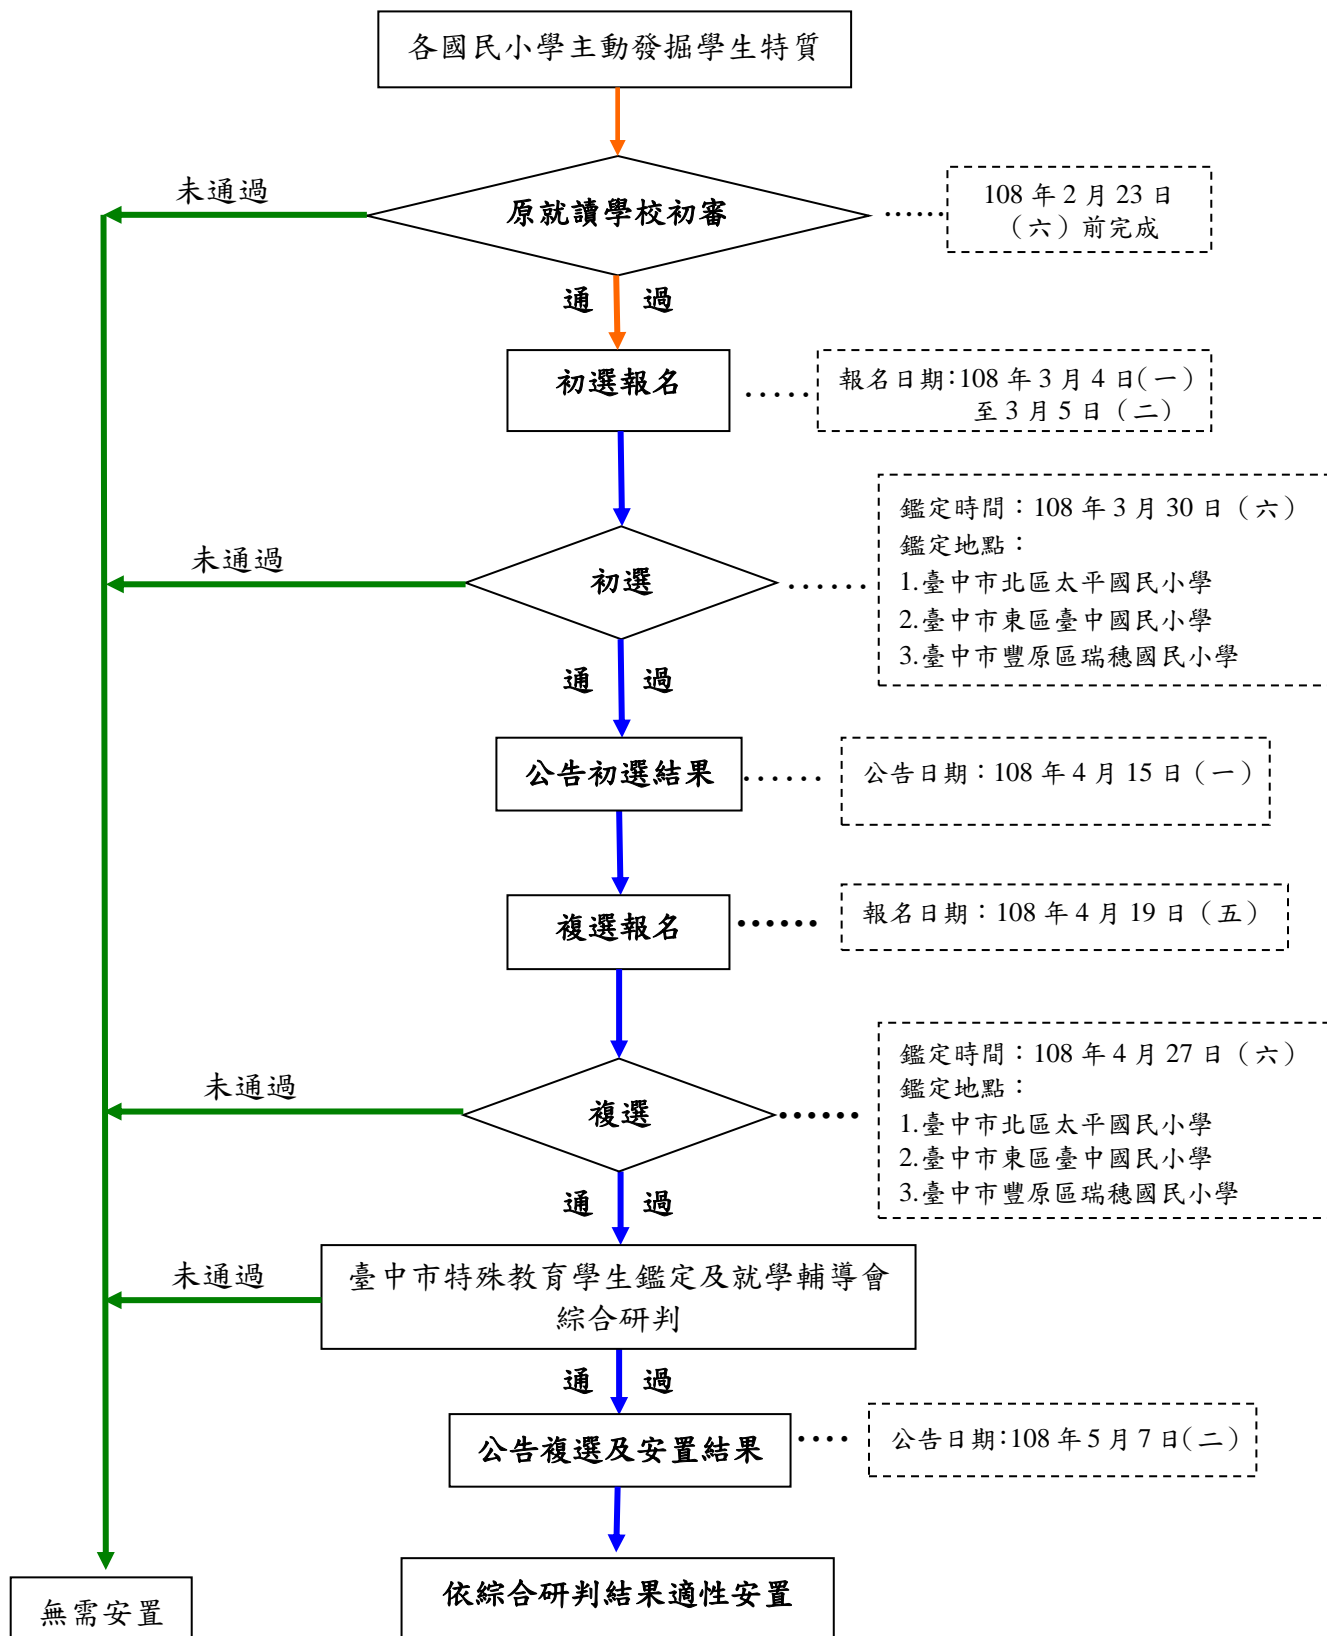 各國民小學主動發掘學生特質
未通過
原就讀學校初審
108 年 2 月 23 日
（六）前完成
通 過
初選報名
報名日期:108 年 3 月 4 日(一)
至 3 月 5 日（二）
未通過
初選
鑑定時間：108 年 3 月 30 日（六）
鑑定地點：
1.臺中市北區太平國民小學
2.臺中市東區臺中國民小學
3.臺中市豐原區瑞穗國民小學
通 過
公告初選結果
公告日期：108 年 4 月 15 日（一）
複選報名
報名日期：108 年 4 月 19 日（五）
未通過
複選
鑑定時間：108 年 4 月 27 日（六）
鑑定地點：
1.臺中市北區太平國民小學
2.臺中市東區臺中國民小學
3.臺中市豐原區瑞穗國民小學
通 過
未通過
臺中市特殊教育學生鑑定及就學輔導會
綜合研判
通 過
公告複選及安置結果
公告日期:108 年 5 月 7 日(二)
無需安置
依綜合研判結果適性安置